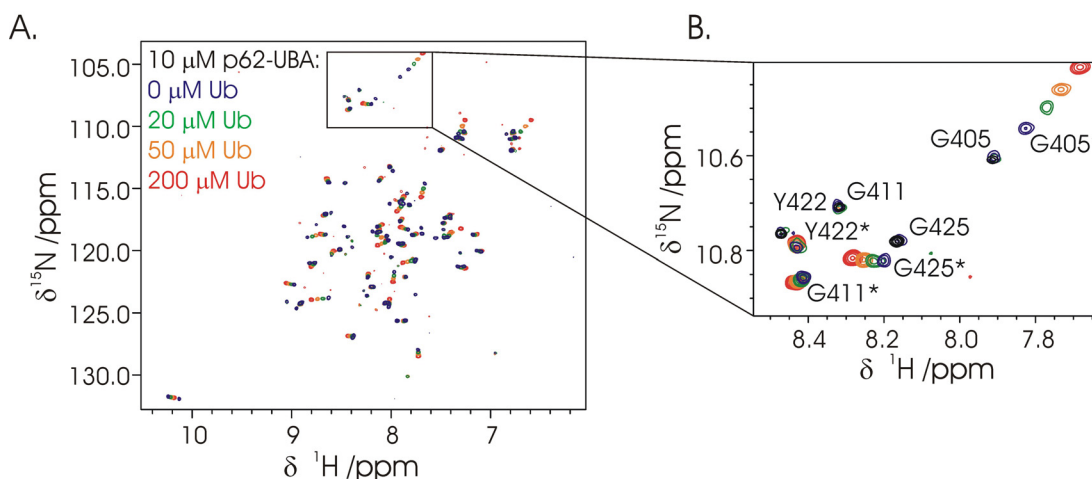 A.
10 μM p62-UBA:
0 μM Ub
20 μM Ub
50 μM Ub
200 μM Ub
105.0
110.0
115.0
120.0
125.0
130.0
δ¹⁵N /ppm
10
9
8
7
δ ¹H /ppm
B.
G405
G405
Y422
G411
Y422*
G425
G425*
G411*
10.6
10.8
δ¹⁵N /ppm
8.4
8.2
8.0
7.8
δ ¹H /ppm